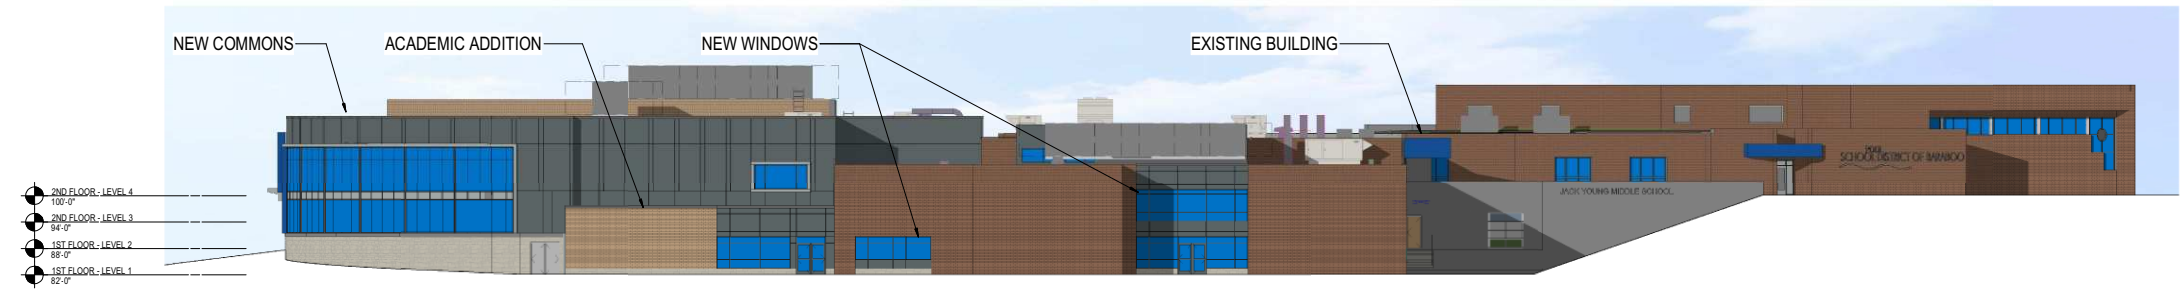 NEW COMMONS
ACADEMIC ADDITION
NEW WINDOWS
EXISTING BUILDING
SCHOOL DISTRICT OF BARABOO
JACK YOUNG MIDDLE SCHOOL
2ND FLOOR - LEVEL 4
100'-0"
2ND FLOOR - LEVEL 3
94'-0"
1ST FLOOR - LEVEL 2
88'-0"
1ST FLOOR - LEVEL 1
82'-0"